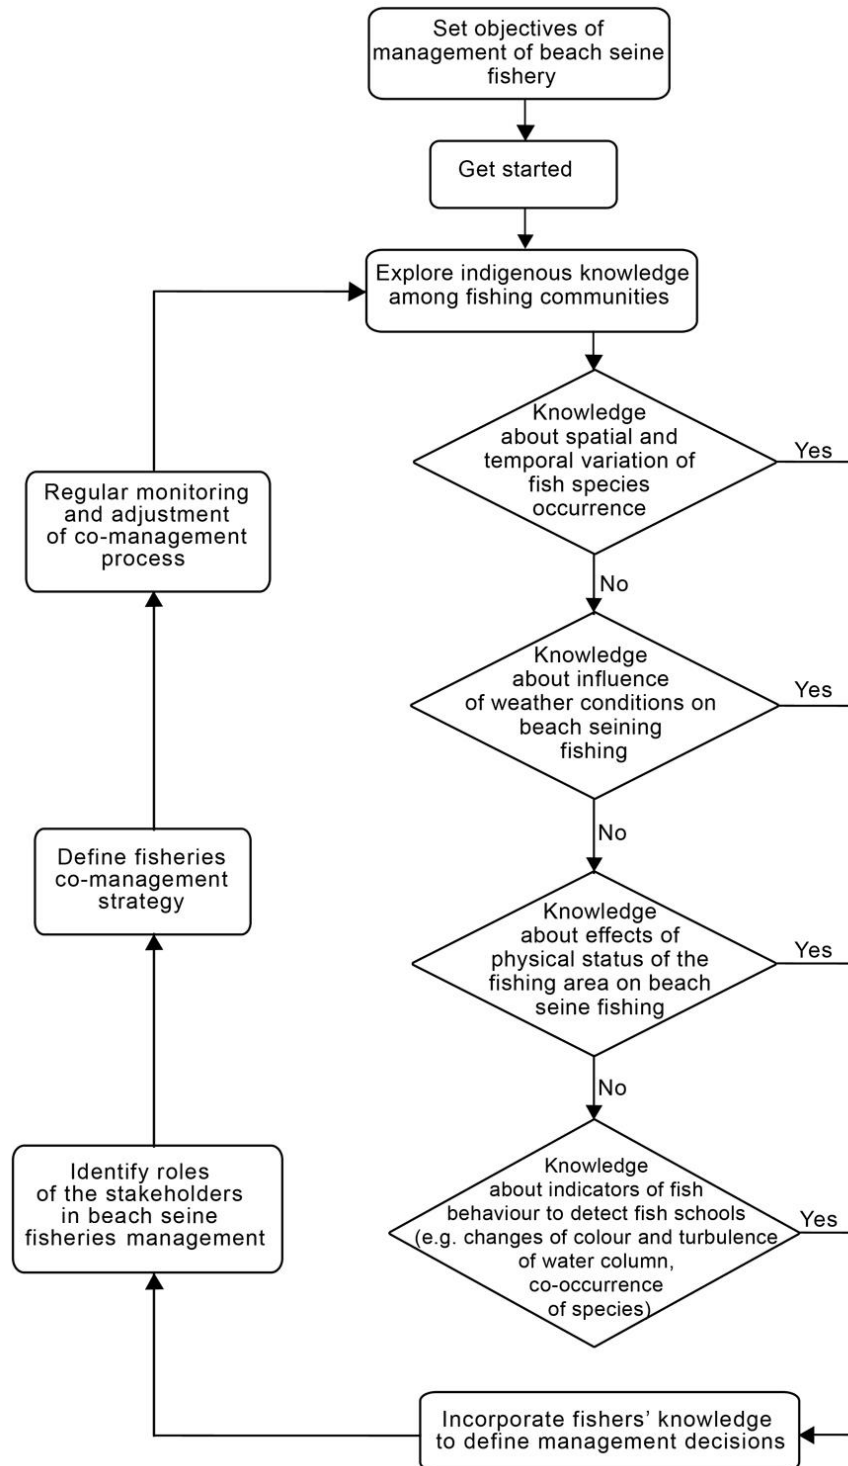 Set objectives of
management of beach seine
fishery
Get started
Explore indigenous knowledge
among fishing communities
Knowledge
about spatial and
temporal variation of
fish species
occurrence
Yes
No
Knowledge
about influence
of weather conditions on
beach seining
fishing
Yes
No
Knowledge
about effects of
physical status of the
fishing area on beach
seine fishing
Yes
No
Knowledge
about indicators of fish
behaviour to detect fish schools
(e.g. changes of colour and turbulence
of water column,
co-occurrence
of species)
Yes
Incorporate fishers’ knowledge
to define management decisions
Identify roles
of the stakeholders
in beach seine
fisheries management
Define fisheries
co-management
strategy
Regular monitoring
and adjustment
of co-management
process